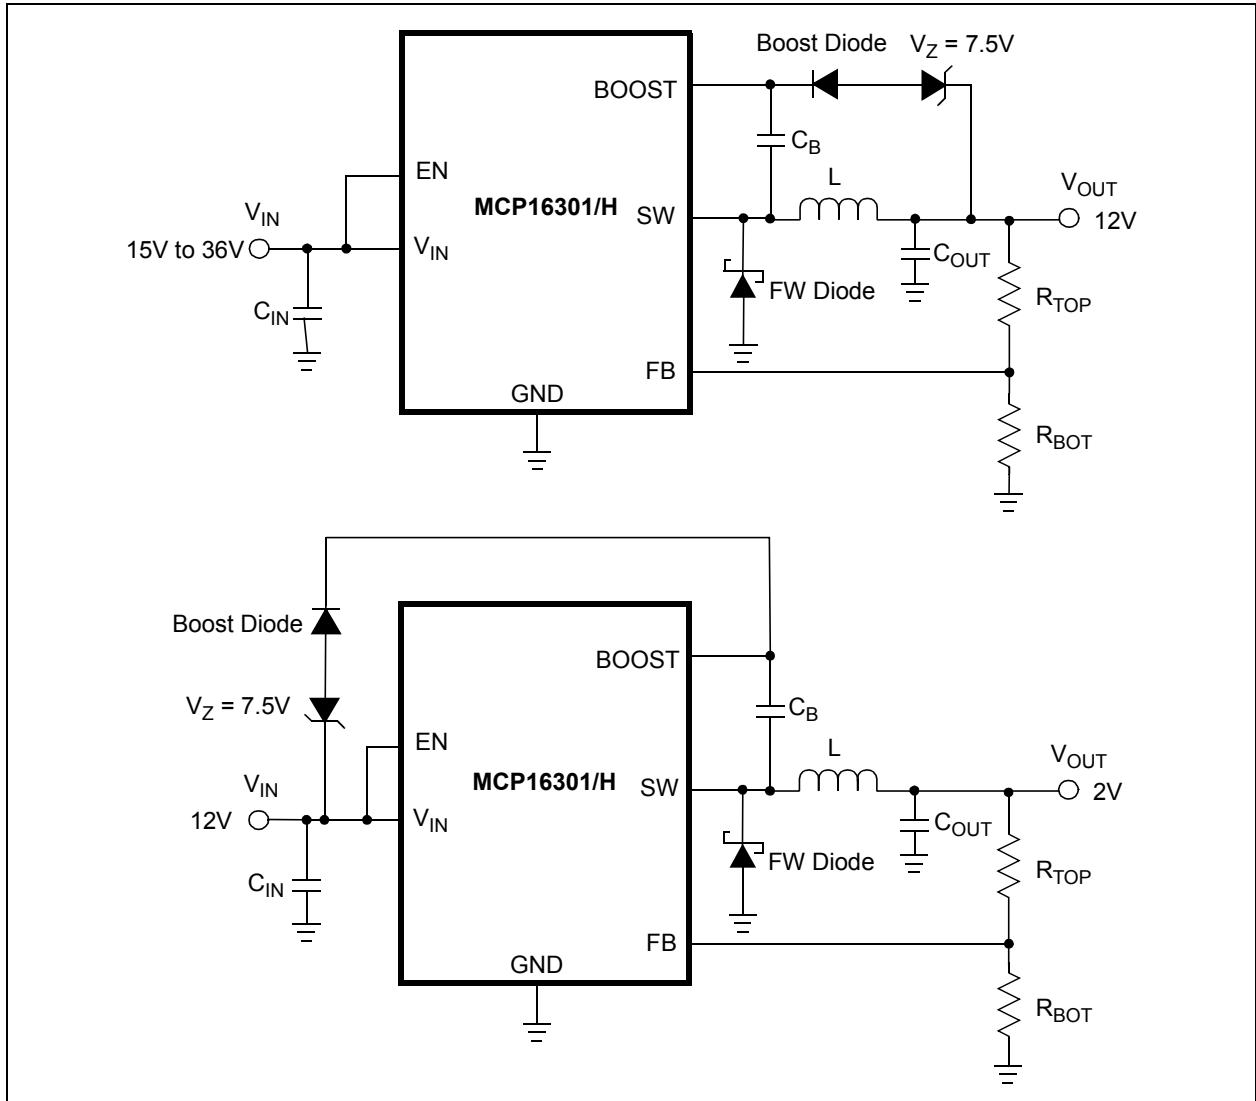 Boost Diode
V_Z = 7.5V
BOOST
C_B
EN
L
V_OUT
MCP16301/H
SW
12V
V_IN
15V to 36V
V_IN
C_OUT
FW Diode
C_IN
R_TOP
FB
GND
R_BOT
Boost Diode
BOOST
V_Z = 7.5V
C_B
EN
L
V_OUT
MCP16301/H
SW
2V
V_IN
12V
V_IN
C_OUT
FW Diode
C_IN
R_TOP
FB
GND
R_BOT